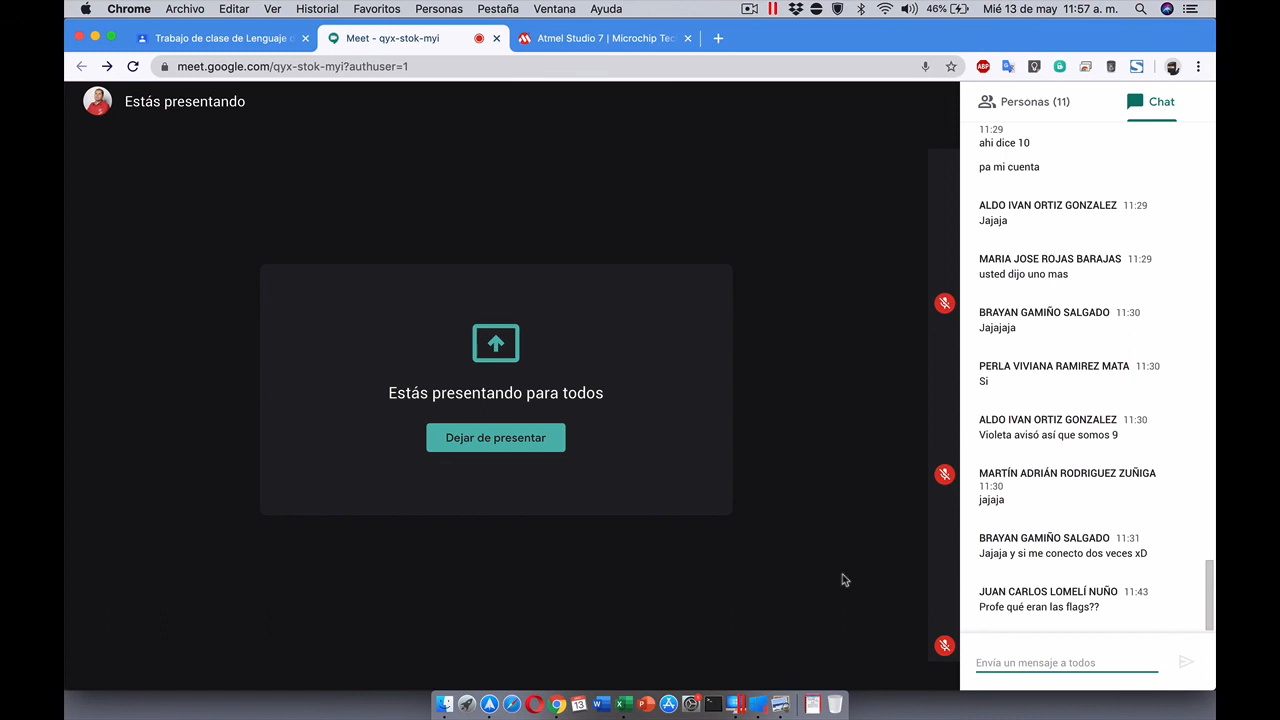 Chrome Archivo Editar Ver Historial Favoritos Personas Pestaña Ventana Ayuda 46% Mié 13 de may 11:57 a. m.
Trabajo de clase de Lenguaje Meet - qyx-stok-myi Atmel Studio 7 | Microchip Tec
meet.google.com/qyx-stok-myi?authuser=1
ABP
Estás presentando
Estás presentando para todos
Dejar de presentar
Personas (11) Chat
11:29
ahi dice 10
pa mi cuenta
ALDO IVAN ORTIZ GONZALEZ 11:29
Jajaja
MARIA JOSE ROJAS BARAJAS 11:29
usted dijo uno mas
BRAYAN GAMIÑO SALGADO 11:30
Jajajaja
PERLA VIVIANA RAMIREZ MATA 11:30
Si
ALDO IVAN ORTIZ GONZALEZ 11:30
Violeta avisó así que somos 9
MARTÍN ADRIÁN RODRIGUEZ ZUÑIGA
11:30
jajaja
BRAYAN GAMIÑO SALGADO 11:31
Jajaja y si me conecto dos veces xD
JUAN CARLOS LOMELÍ NUÑO 11:43
Profe qué eran las flags??
Envía un mensaje a todos
13